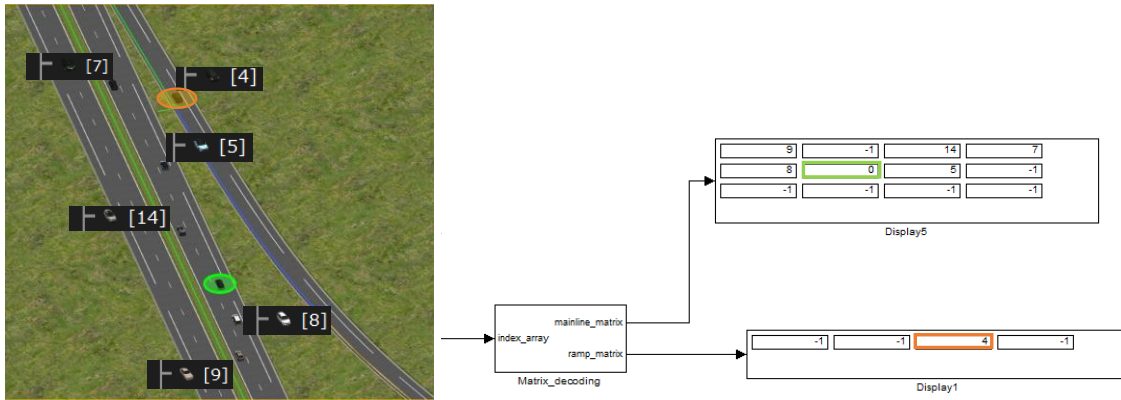 [7]
[4]
[5]
[14]
[8]
[9]
9 -1 14 7
8 0 5 -1
-1 -1 -1 -1
Display5
mainline_matrix
index_array
ramp_matrix
Matrix_decoding
-1 -1 4 -1
Display1